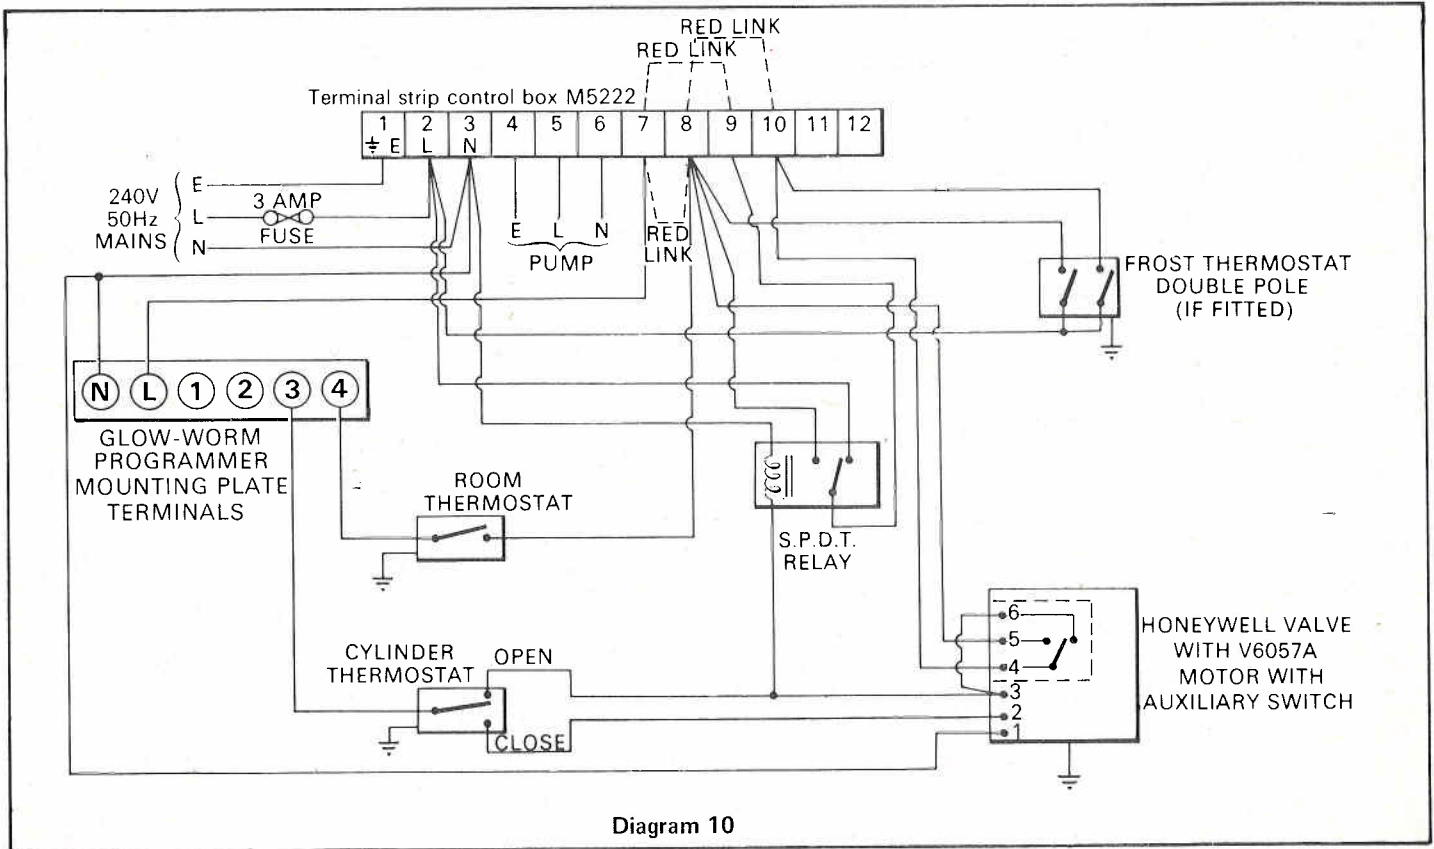 RED LINK
RED LINK
Terminal strip control box M5222
1 2 3 4 5 6 7 8 9 10 11 12
E L N
240V
50Hz
MAINS
E
L
N
3 AMP
FUSE
E L N
PUMP
RED
LINK
FROST THERMOSTAT
DOUBLE POLE
(IF FITTED)
N L 1 2 3 4
GLOW-WORM
PROGRAMMER
MOUNTING PLATE
TERMINALS
ROOM
THERMOSTAT
S.P.D.T.
RELAY
CYLINDER
THERMOSTAT
OPEN
CLOSE
6
5
4
3
2
1
HONEYWELL VALVE
WITH V6057A
MOTOR WITH
AUXILIARY SWITCH
Diagram 10